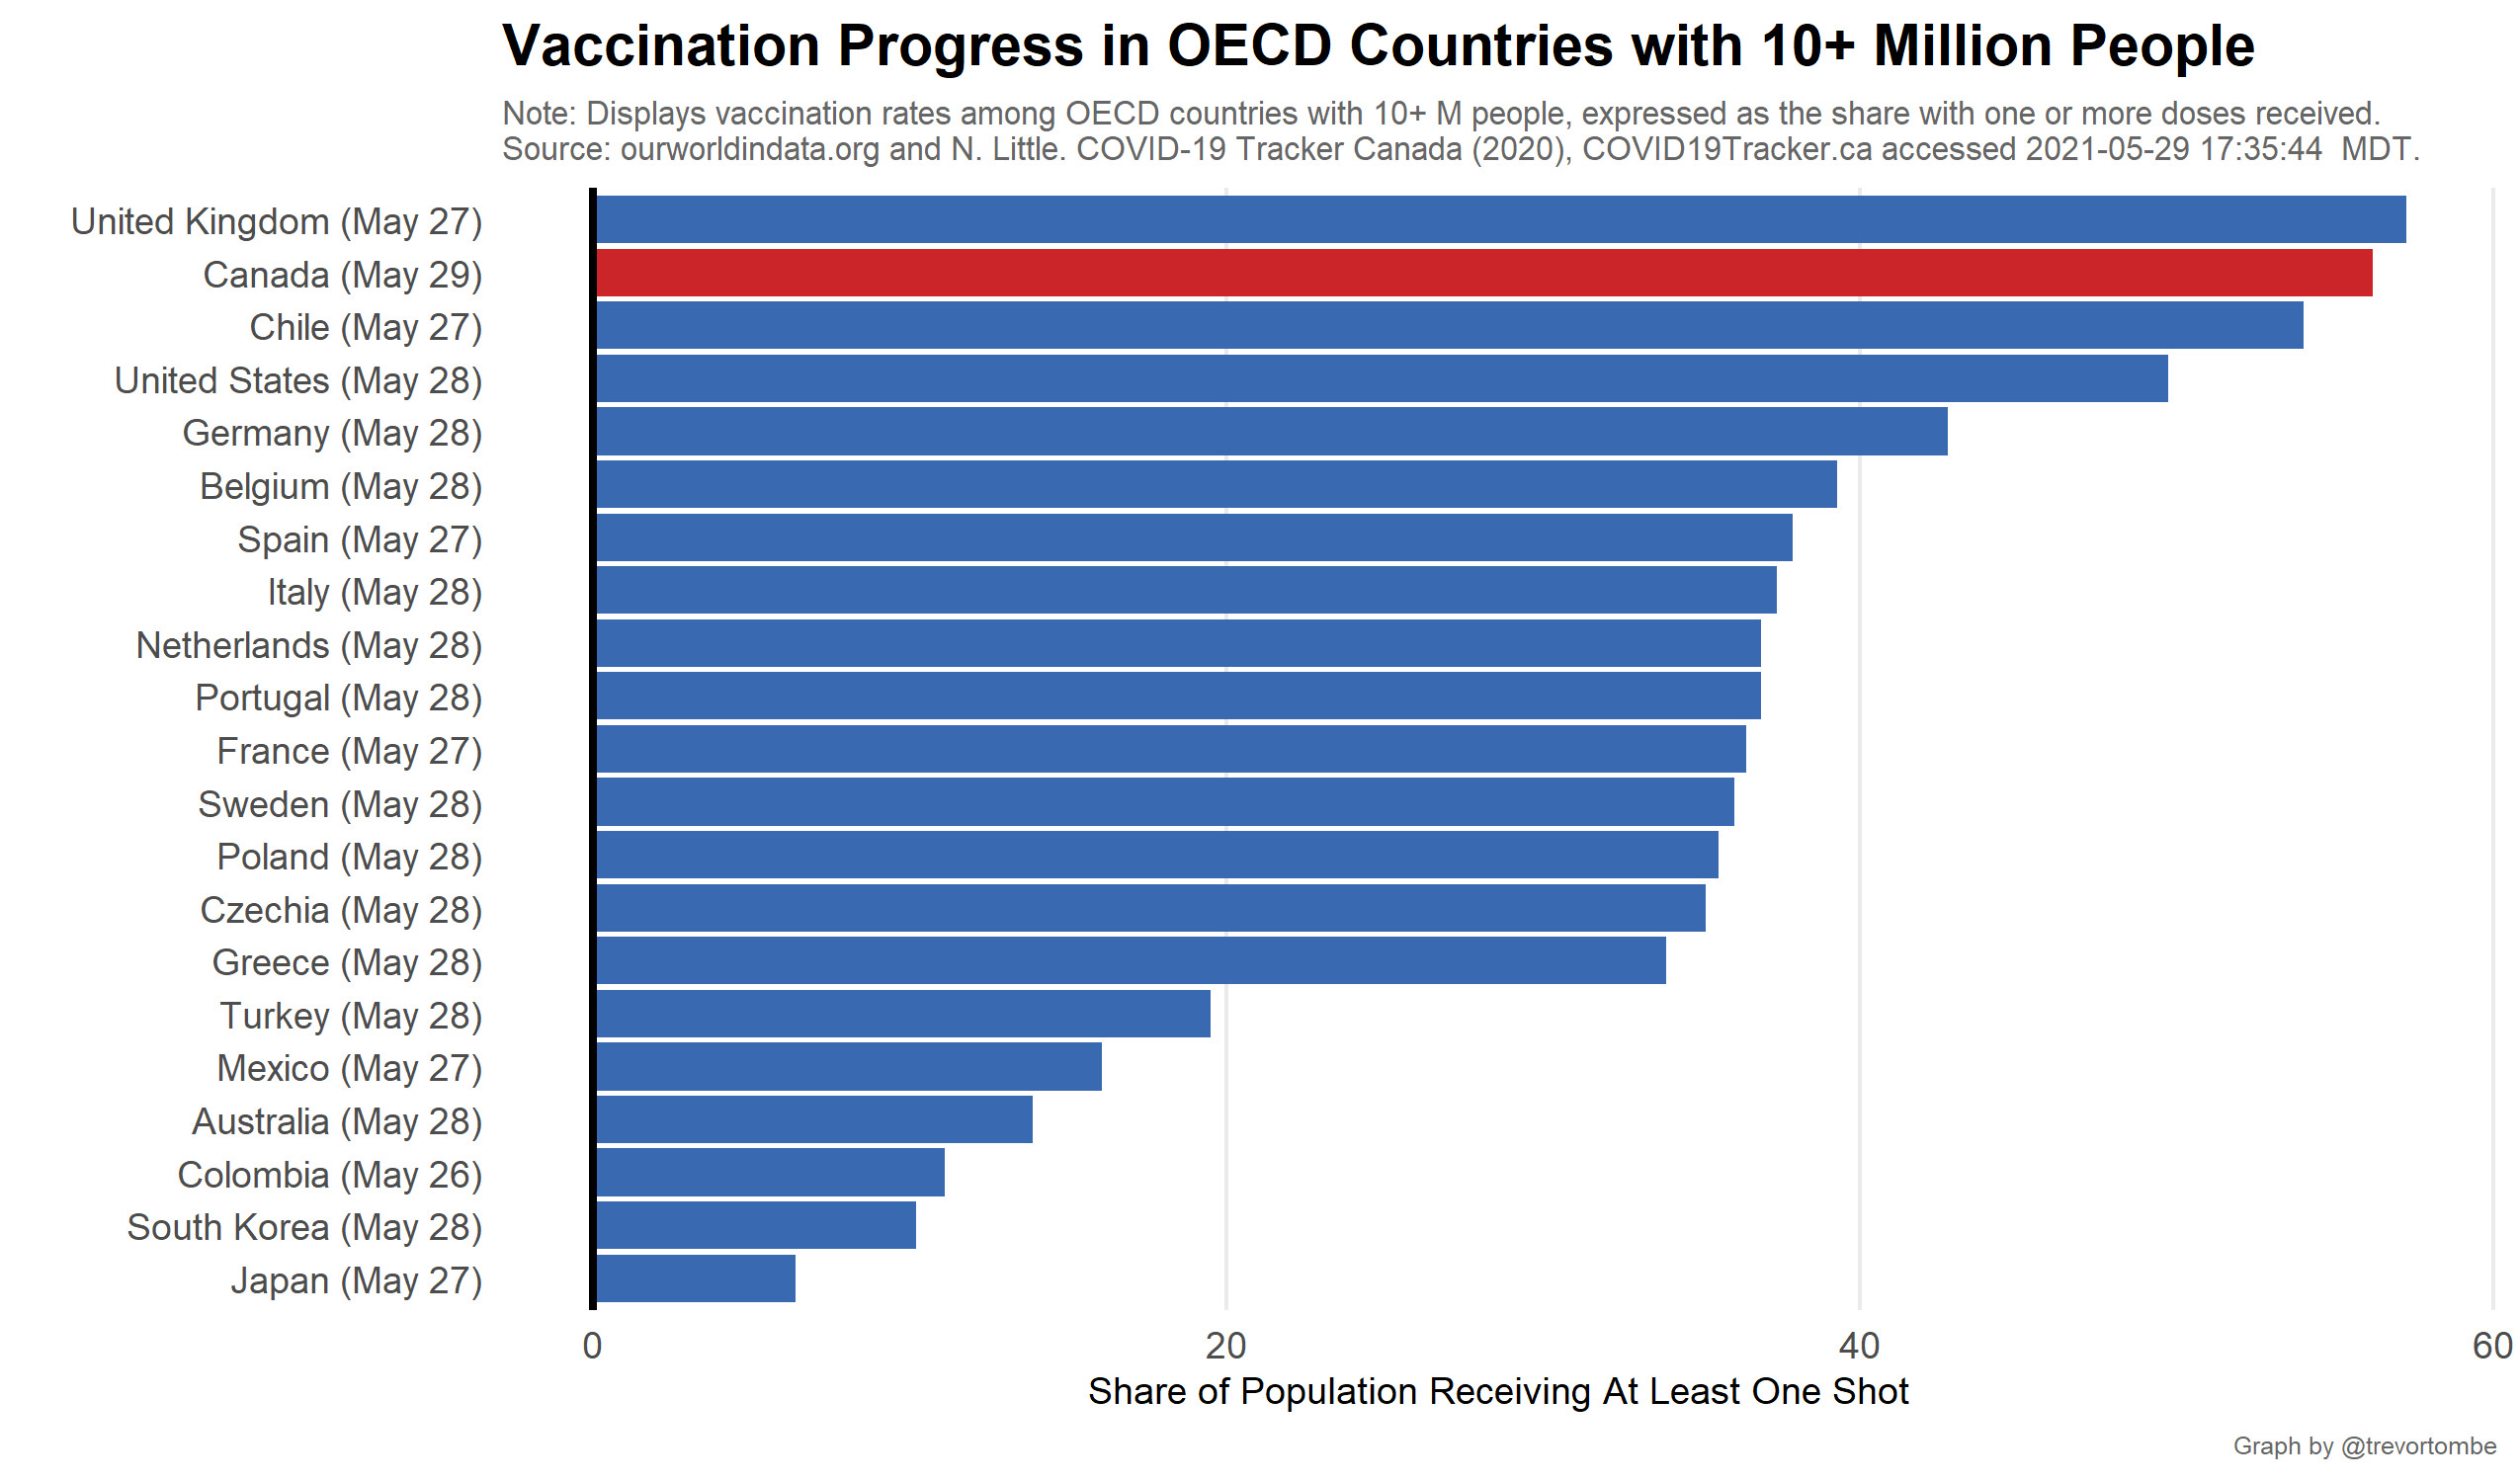 Vaccination Progress in OECD Countries with 10+ Million People
Note: Displays vaccination rates among OECD countries with 10+ M people, expressed as the share with one or more doses received.
Source: ourworldindata.org and N. Little. COVID-19 Tracker Canada (2020), COVID19Tracker.ca accessed 2021-05-29 17:35:44  MDT.
United Kingdom (May 27)
Canada (May 29)
Chile (May 27)
United States (May 28)
Germany (May 28)
Belgium (May 28)
Spain (May 27)
Italy (May 28)
Netherlands (May 28)
Portugal (May 28)
France (May 27)
Sweden (May 28)
Poland (May 28)
Czechia (May 28)
Greece (May 28)
Turkey (May 28)
Mexico (May 27)
Australia (May 28)
Colombia (May 26)
South Korea (May 28)
Japan (May 27)
0 20 40 60
Share of Population Receiving At Least One Shot
Graph by @trevortombe